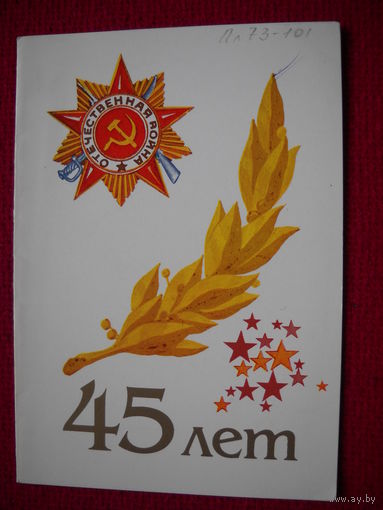 Пл 73-101
ОТЕЧЕСТВЕННАЯ ВОЙНА
45 лет
www.ay.by